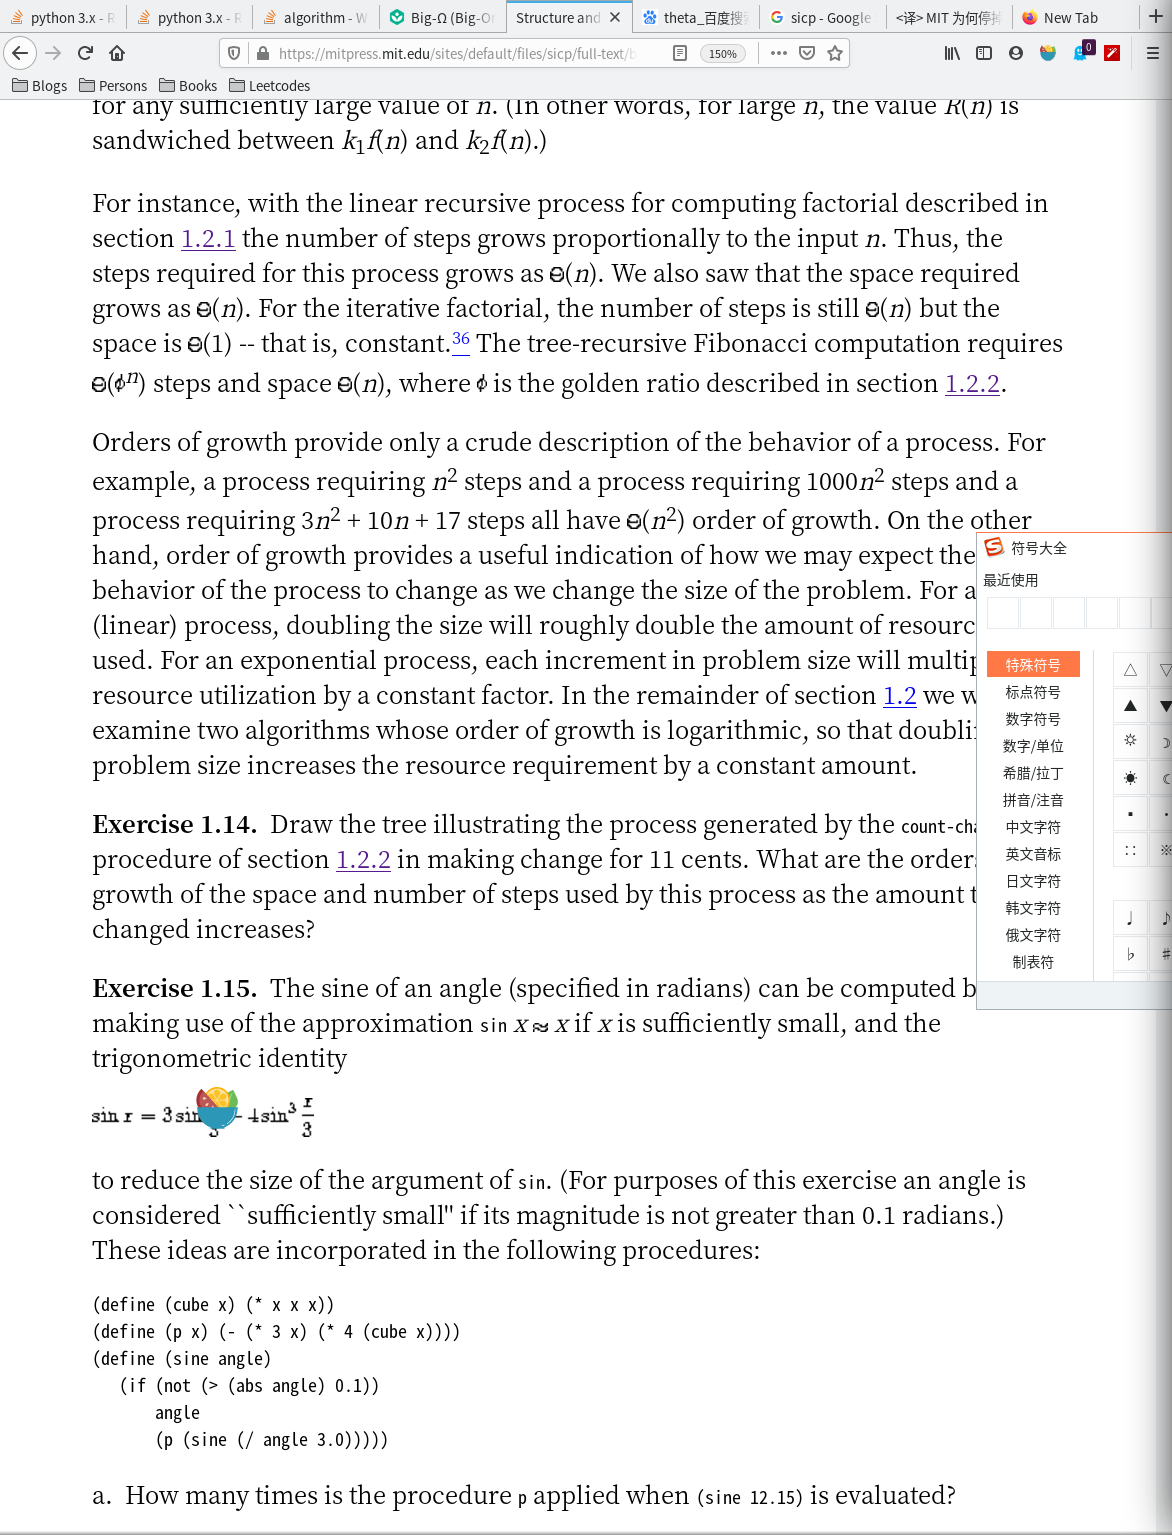 python 3.x - R
python 3.x - R
algorithm - W
Big-Ω (Big-Or
Structure and
theta_百度搜
sicp - Google
<译> MIT 为何停
New Tab
https://mitpress.mit.edu/sites/default/files/sicp/full-text/b
150%
0
Blogs Persons Books Leetcodes
for any sufficiently large value of n. (In other words, for large n, the value R(n) is
sandwiched between k₁f(n) and k₂f(n).)
For instance, with the linear recursive process for computing factorial described in
section 1.2.1 the number of steps grows proportionally to the input n. Thus, the
steps required for this process grows as Θ(n). We also saw that the space required
grows as Θ(n). For the iterative factorial, the number of steps is still Θ(n) but the
space is Θ(1) -- that is, constant.³⁶ The tree-recursive Fibonacci computation requires
Θ(ϕⁿ) steps and space Θ(n), where ϕ is the golden ratio described in section 1.2.2.
Orders of growth provide only a crude description of the behavior of a process. For
example, a process requiring n² steps and a process requiring 1000n² steps and a
process requiring 3n² + 10n + 17 steps all have Θ(n²) order of growth. On the other
hand, order of growth provides a useful indication of how we may expect the
behavior of the process to change as we change the size of the problem. For a
(linear) process, doubling the size will roughly double the amount of resourc
used. For an exponential process, each increment in problem size will multip
resource utilization by a constant factor. In the remainder of section 1.2 we w
examine two algorithms whose order of growth is logarithmic, so that doubli
problem size increases the resource requirement by a constant amount.
Exercise 1.14. Draw the tree illustrating the process generated by the count-cha
procedure of section 1.2.2 in making change for 11 cents. What are the order
growth of the space and number of steps used by this process as the amount t
changed increases?
Exercise 1.15. The sine of an angle (specified in radians) can be computed b
making use of the approximation sin x ≈ x if x is sufficiently small, and the
trigonometric identity
sin r = 3 sin - 4 sin³ r/3
to reduce the size of the argument of sin. (For purposes of this exercise an angle is
considered ``sufficiently small'' if its magnitude is not greater than 0.1 radians.)
These ideas are incorporated in the following procedures:
(define (cube x) (* x x x))
(define (p x) (- (* 3 x) (* 4 (cube x))))
(define (sine angle)
(if (not (> (abs angle) 0.1))
angle
(p (sine (/ angle 3.0)))))
a. How many times is the procedure p applied when (sine 12.15) is evaluated?
符号大全
最近使用
特殊符号
标点符号
数字符号
数字/单位
希腊/拉丁
拼音/注音
中文字符
英文音标
日文字符
韩文字符
俄文字符
制表符